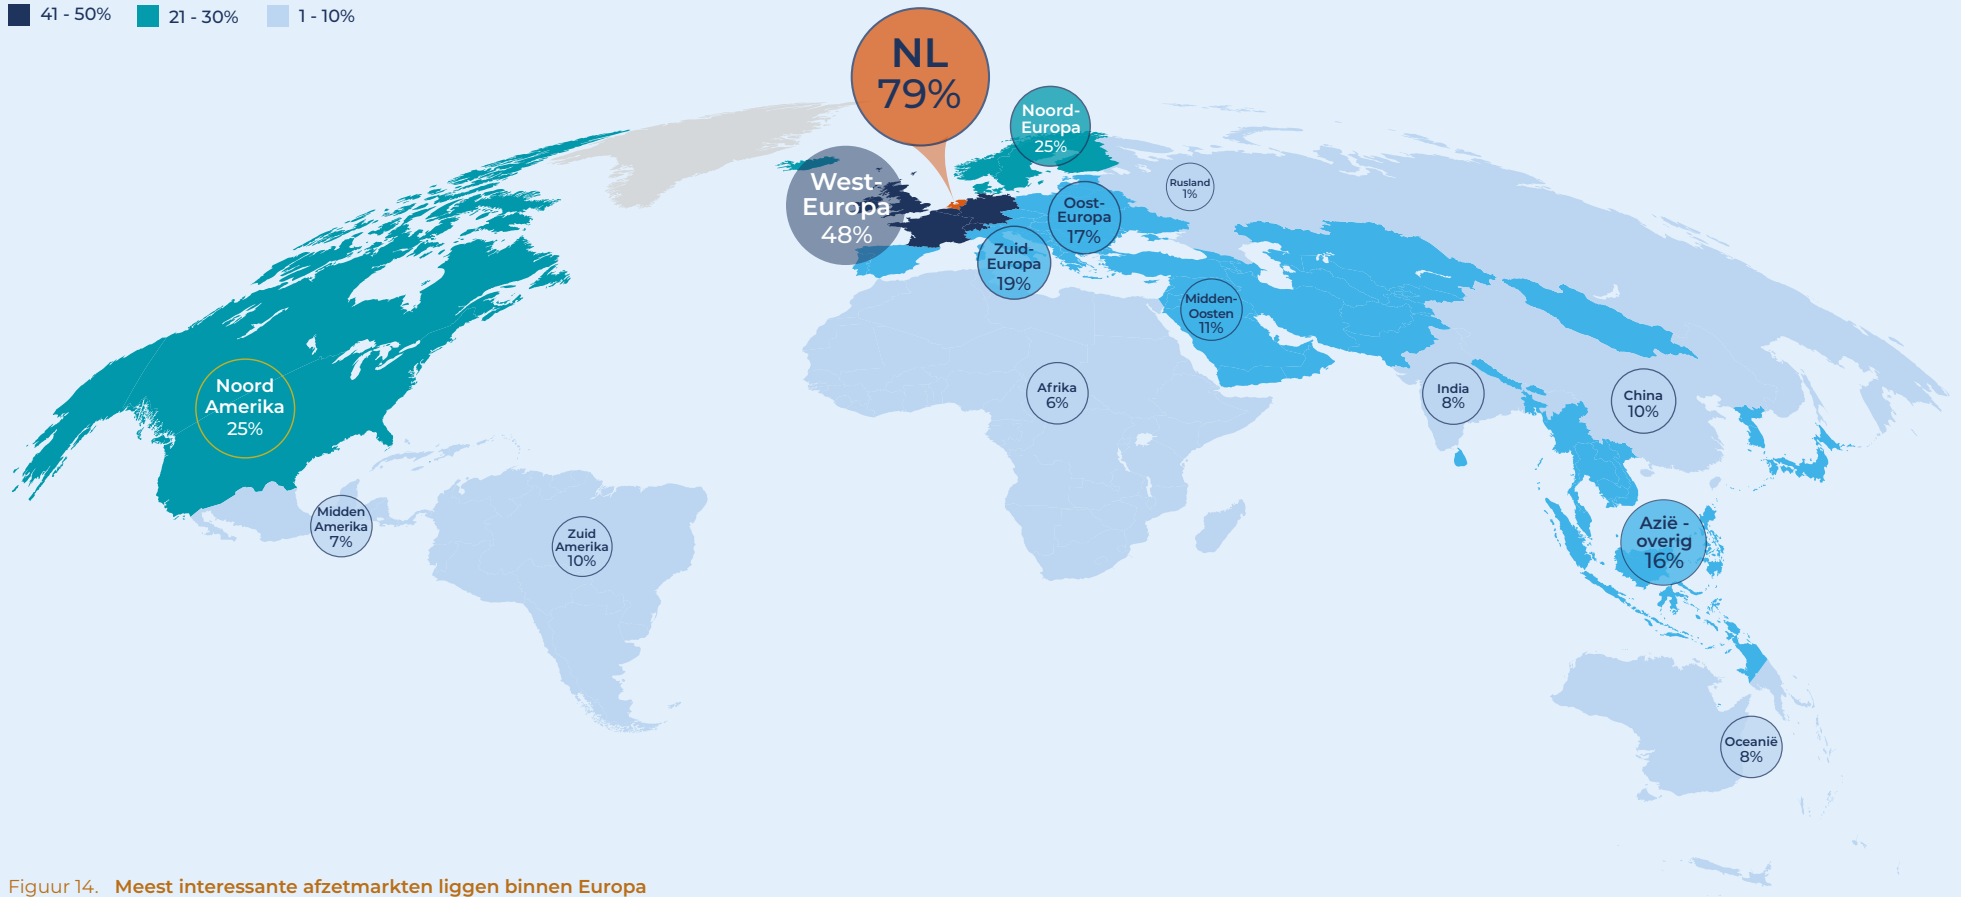 41 - 50%
21 - 30%
1 - 10%
NL
79%
Noord-
Europa
25%
West-
Europa
48%
Rusland
1%
Oost-
Europa
17%
Zuid-
Europa
19%
Midden-
Oosten
11%
Noord
Amerika
25%
Afrika
6%
India
8%
China
10%
Midden
Amerika
7%
Zuid
Amerika
10%
Azië -
overig
16%
Oceanië
8%
Figuur 14. Meest interessante afzetmarkten liggen binnen Europa